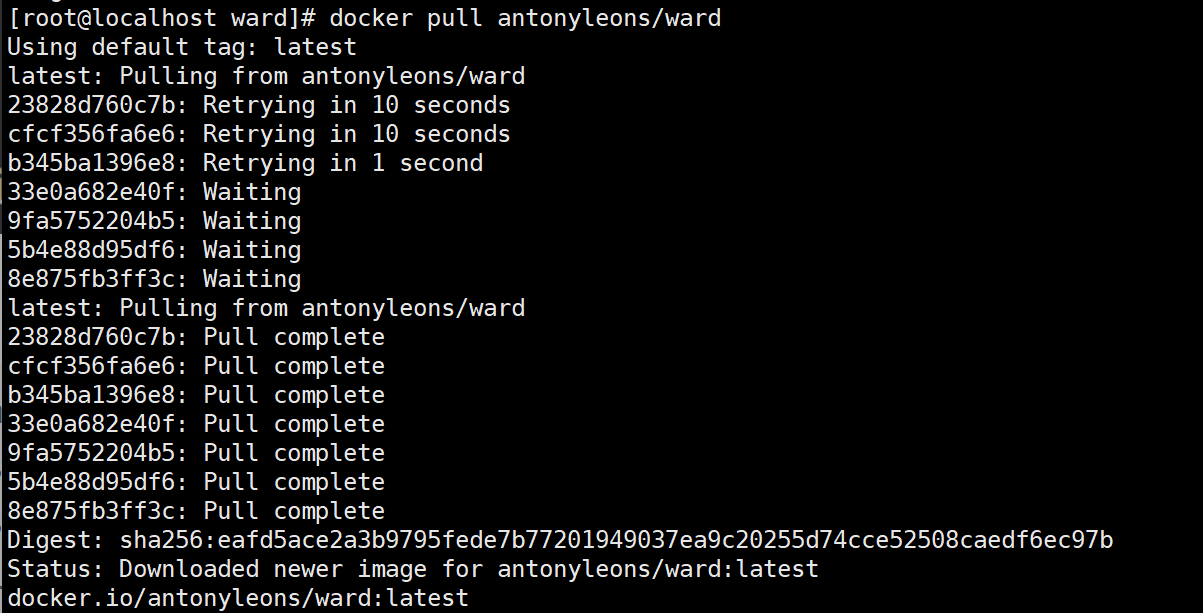 [root@localhost ward]# docker pull antonyleons/ward
Using default tag: latest
latest: Pulling from antonyleons/ward
23828d760c7b: Retrying in 10 seconds
cfcf356fa6e6: Retrying in 10 seconds
b345ba1396e8: Retrying in 1 second
33e0a682e40f: Waiting
9fa5752204b5: Waiting
5b4e88d95df6: Waiting
8e875fb3ff3c: Waiting
latest: Pulling from antonyleons/ward
23828d760c7b: Pull complete
cfcf356fa6e6: Pull complete
b345ba1396e8: Pull complete
33e0a682e40f: Pull complete
9fa5752204b5: Pull complete
5b4e88d95df6: Pull complete
8e875fb3ff3c: Pull complete
Digest: sha256:eafd5ace2a3b9795fede7b77201949037ea9c20255d74cce52508caedf6ec97b
Status: Downloaded newer image for antonyleons/ward:latest
docker.io/antonyleons/ward:latest